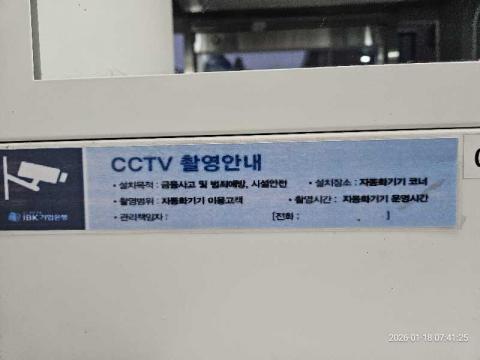 CCTV 촬영안내
• 설치목적 : 금융사고 및 범죄예방, 시설안전 • 설치장소 : 자동화기기 코너
• 촬영범위 : 자동화기기 이용고객 • 촬영시간 : 자동화기기 운영시간
• 관리책임자 : [전화 : ]
IBK기업은행
2026-01-18 07:41:25